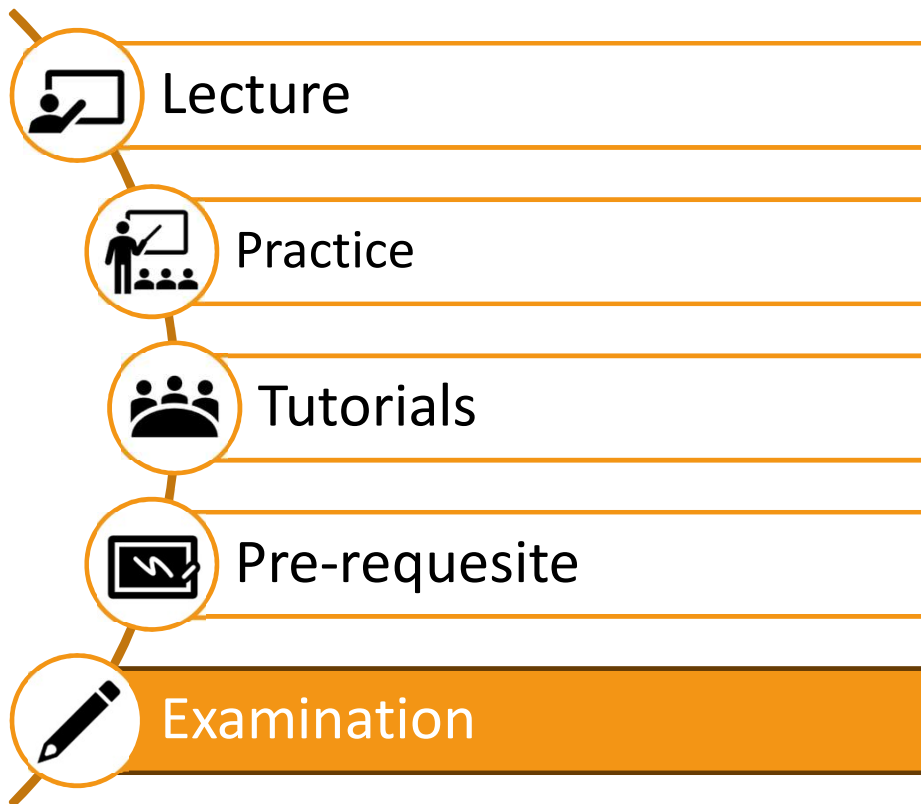 Lecture
Practice
Tutorials
Pre-requesite
Examination